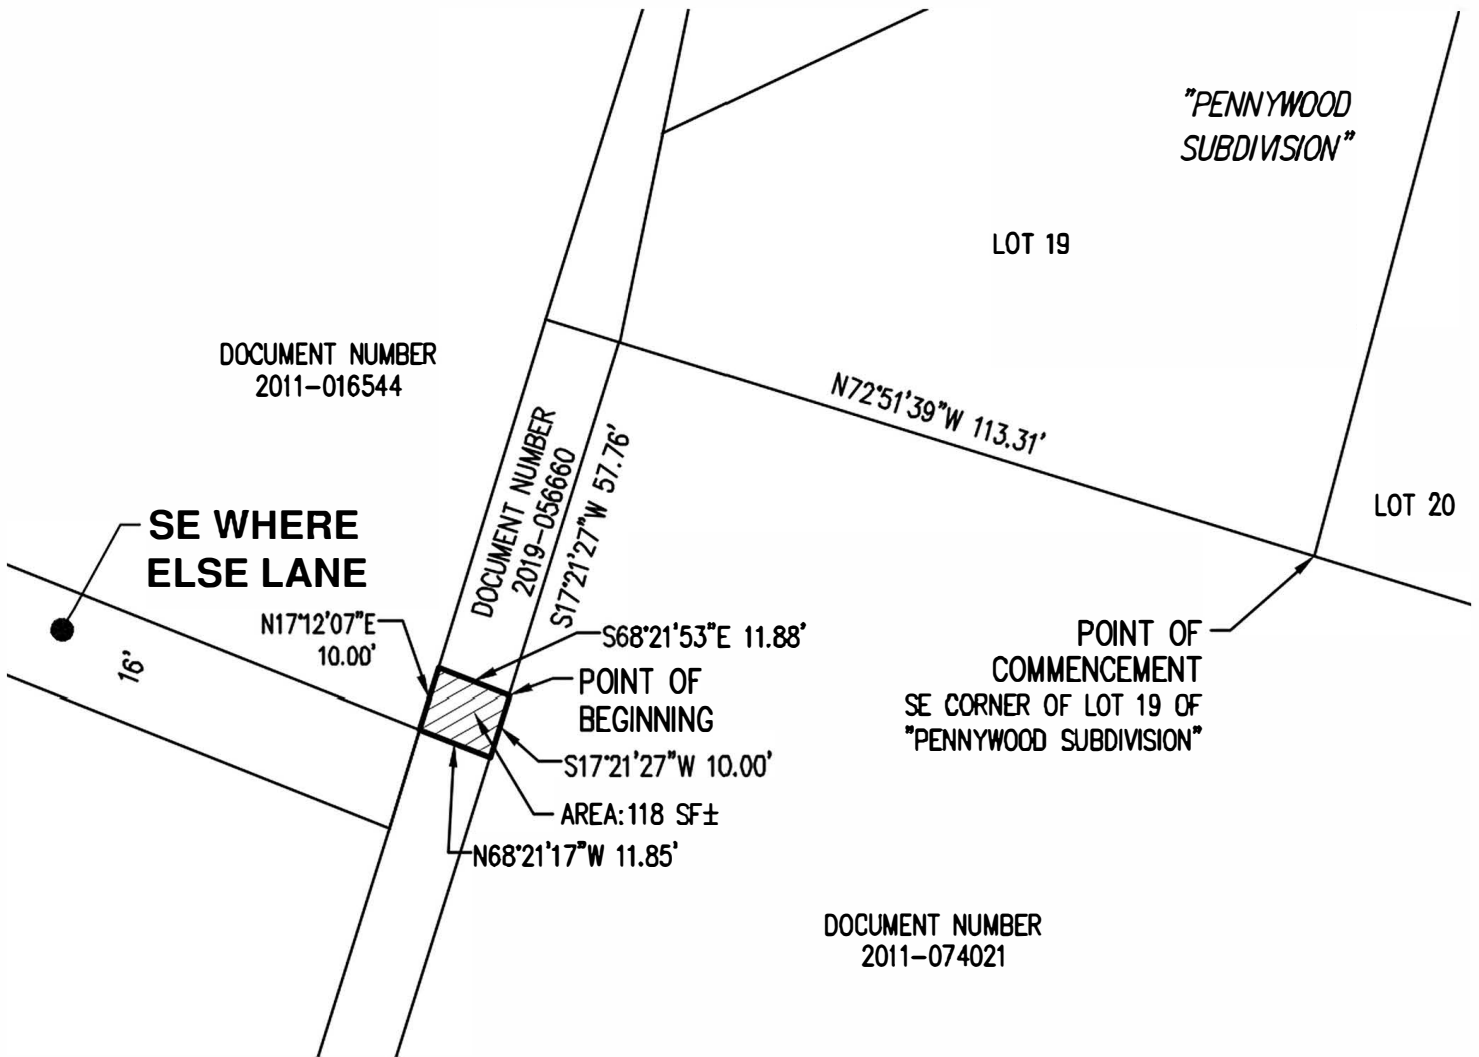 "PENNYWOOD
SUBDIVISION"
LOT 19
DOCUMENT NUMBER
2011-016544
N72°51'39"W 113.31'
DOCUMENT NUMBER
2019-056660
S17°21'27"W 57.76'
LOT 20
SE WHERE
ELSE LANE
N17°12'07"E
10.00'
16'
S68°21'53"E 11.88'
POINT OF
BEGINNING
POINT OF
COMMENCEMENT
SE CORNER OF LOT 19 OF
"PENNYWOOD SUBDIVISION"
S17°21'27"W 10.00'
AREA: 118 SF±
N68°21'17"W 11.85'
DOCUMENT NUMBER
2011-074021